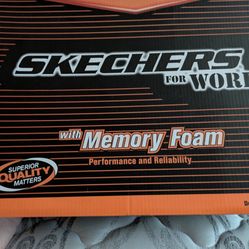 SKECHERS
FOR WOR
with Memory Foam
Performance and Reliability
SUPERIOR
QUALITY
MATTERS